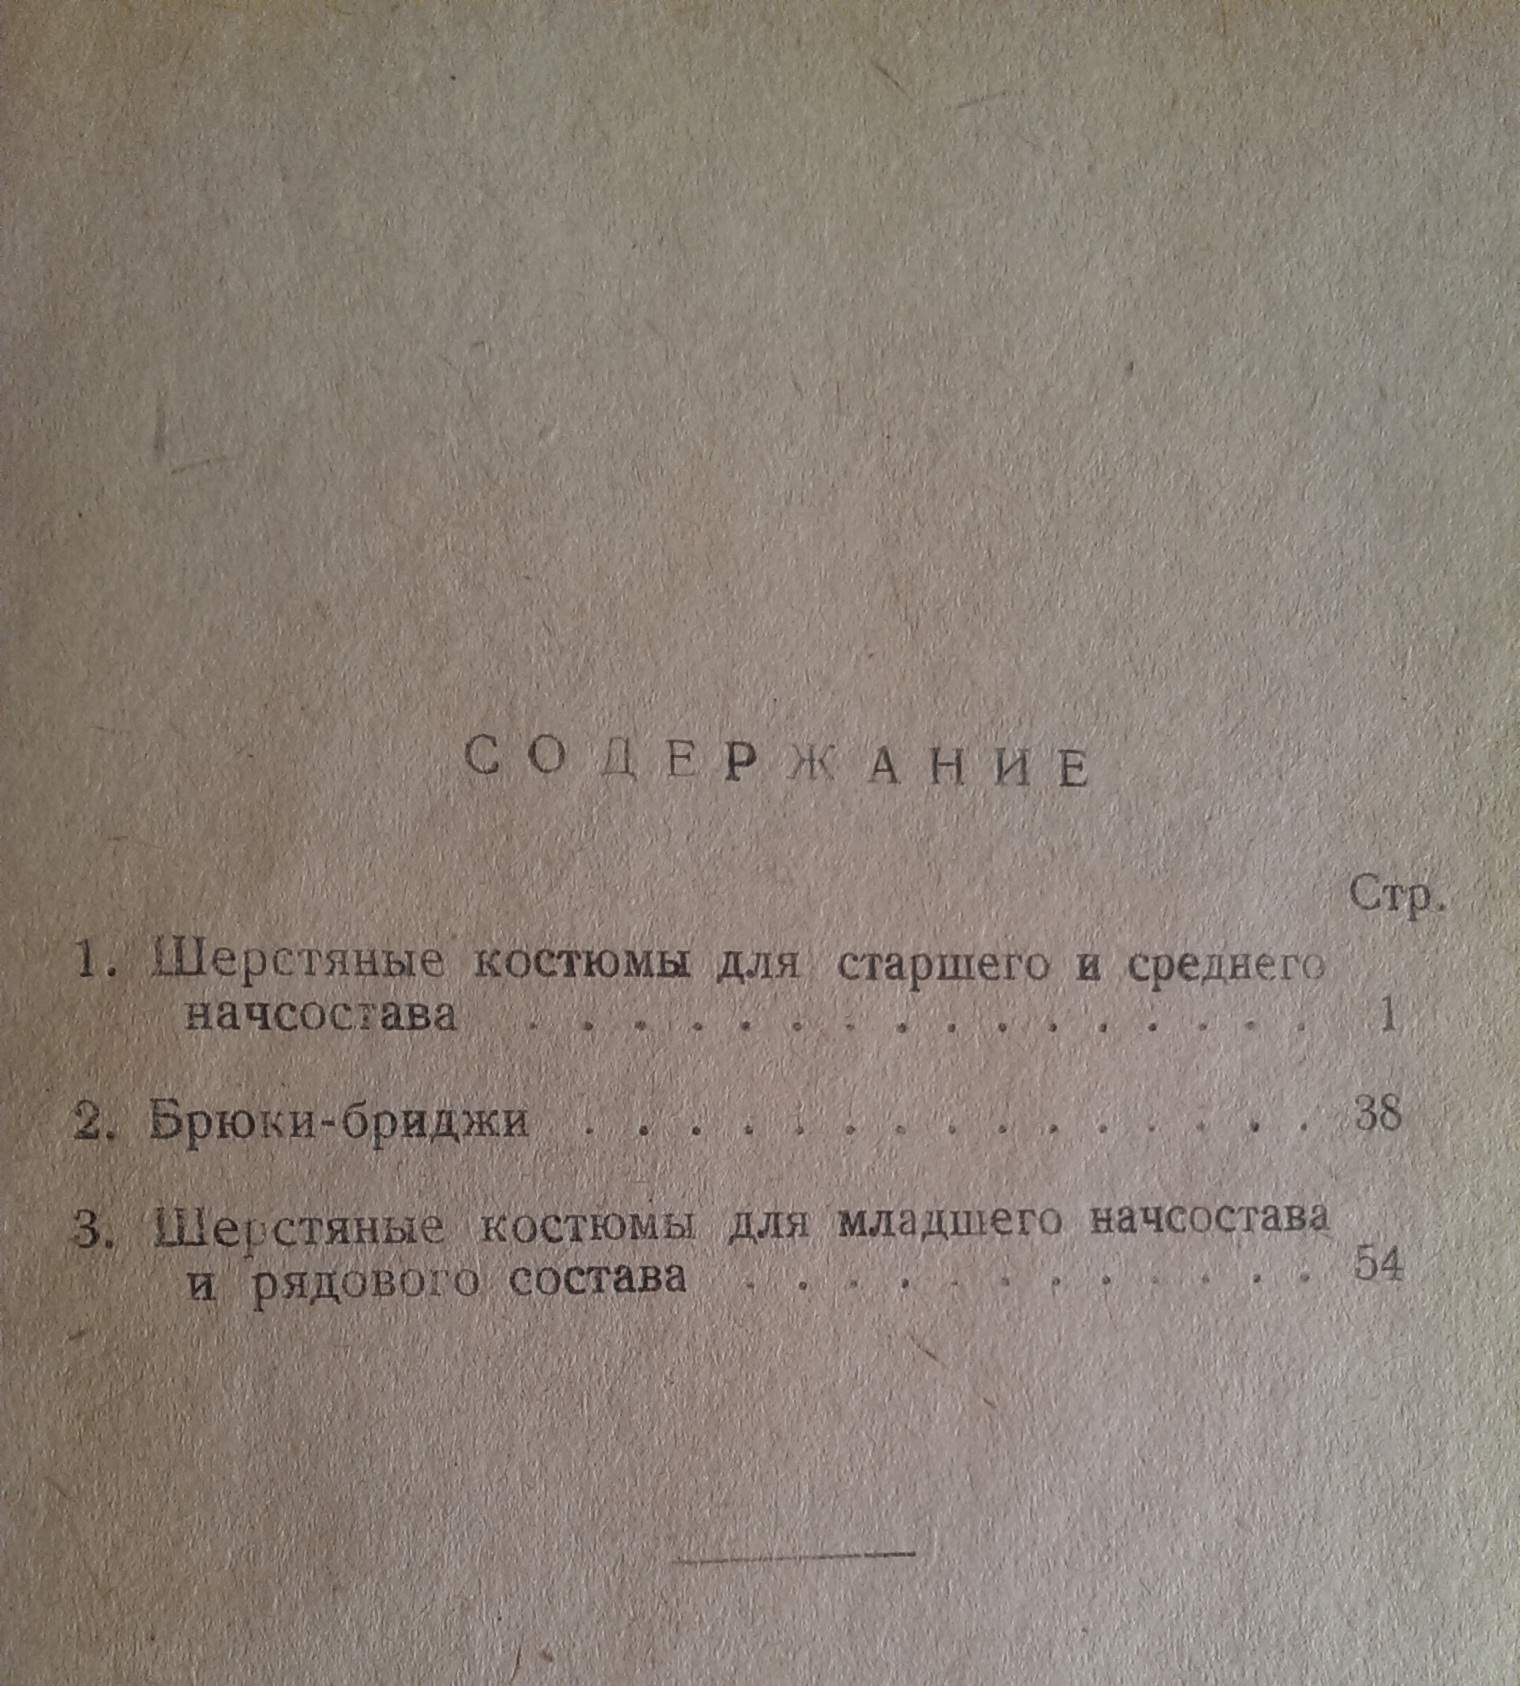 СОДЕРЖАНИЕ
Стр.
1. Шерстяные костюмы для старшего и среднего
начсостава . . . . . . . . . . . . . . . . 1
2. Брюки-бриджи . . . . . . . . . . . . . . . 38
3. Шерстяные костюмы для младшего начсостава
и рядового состава . . . . . . . . . . . . 54